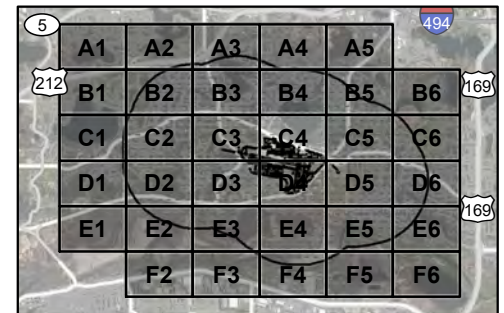 5
494
A1 A2 A3 A4 A5
212
169
B1 B2 B3 B4 B5 B6
C1 C2 C3 C4 C5 C6
D1 D2 D3 D4 D5 D6
169
E1 E2 E3 E4 E5 E6
F2 F3 F4 F5 F6